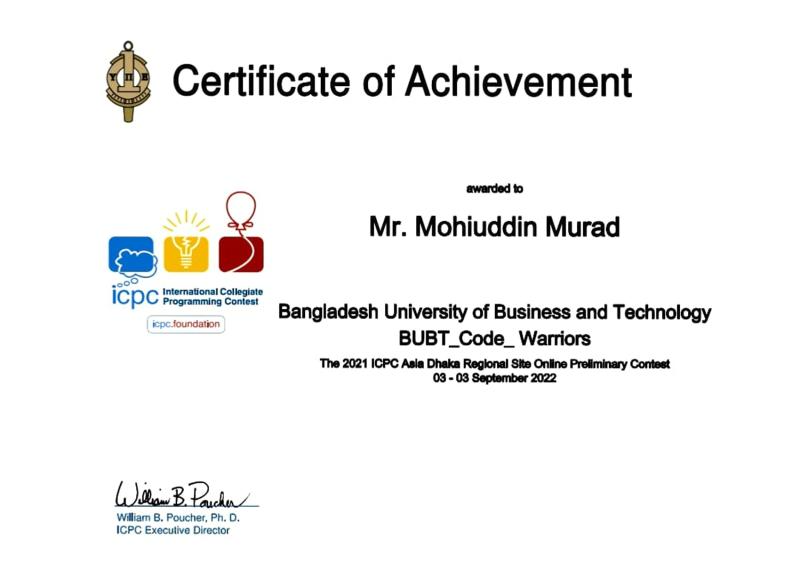 Certificate of Achievement
awarded to
Mr. Mohiuddin Murad
icpc International Collegiate
Programming Contest
icpc.foundation
Bangladesh University of Business and Technology
BUBT_Code_ Warriors
The 2021 ICPC Asia Dhaka Regional Site Online Preliminary Contest
03 - 03 September 2022
William B. Poucher
William B. Poucher, Ph. D.
ICPC Executive Director